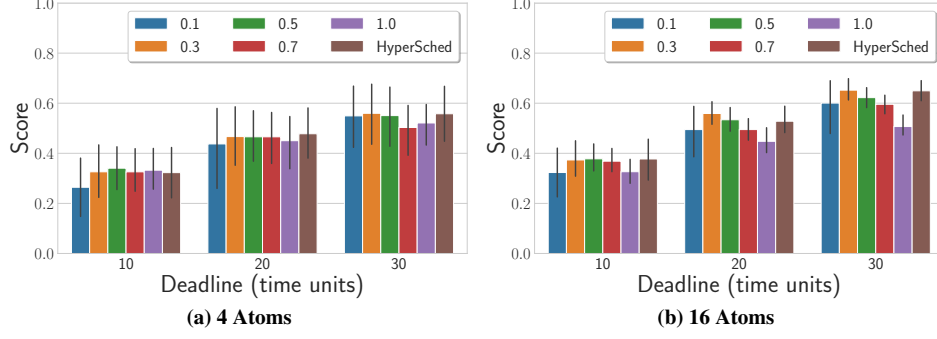 1.0
0.8
0.6
0.4
0.2
0.0
Score
0.1 0.5 1.0
0.3 0.7 HyperSched
10 20 30
Deadline (time units)
(a) 4 Atoms
1.0
0.8
0.6
0.4
0.2
0.0
Score
0.1 0.5 1.0
0.3 0.7 HyperSched
10 20 30
Deadline (time units)
(b) 16 Atoms